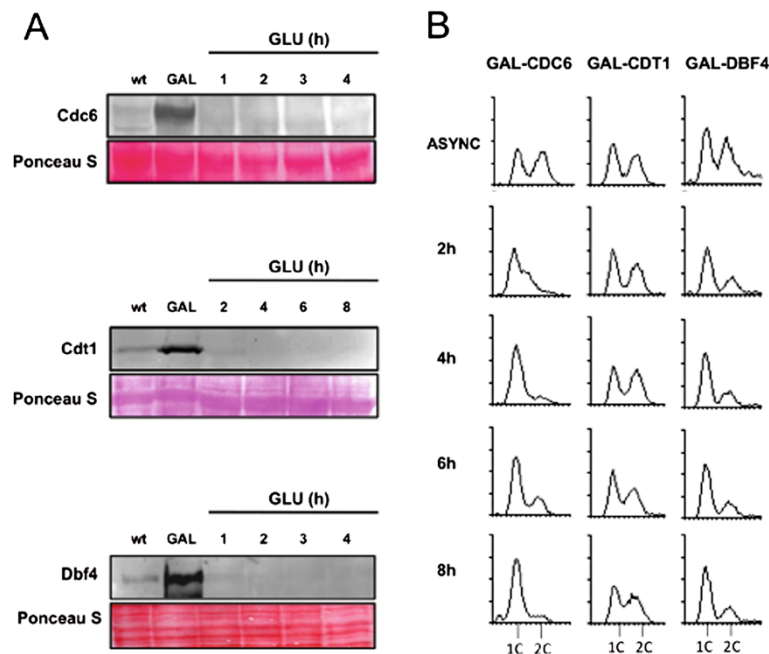 A
GLU (h)
wt GAL 1 2 3 4
Cdc6
Ponceau S
GLU (h)
wt GAL 2 4 6 8
Cdt1
Ponceau S
GLU (h)
wt GAL 1 2 3 4
Dbf4
Ponceau S
B
GAL-CDC6 GAL-CDT1 GAL-DBF4
ASYNC
2h
4h
6h
8h
1C 2C 1C 2C 1C 2C